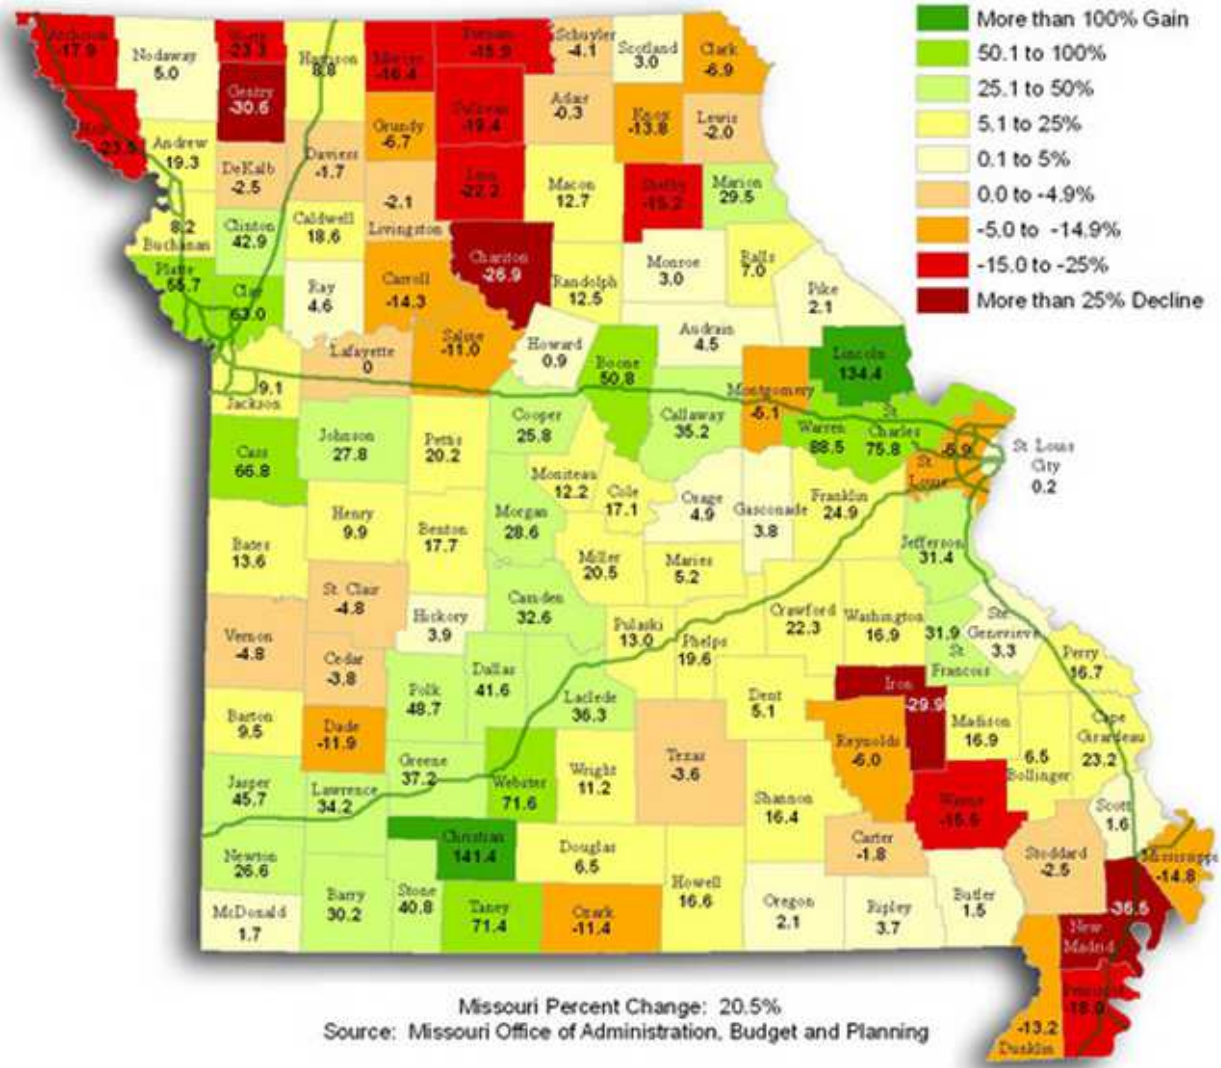 Atchison
-17.9
Nodaway
5.0
Worth
-23.3
Harrison
8.8
Mercer
-16.4
Putnam
-15.9
Schuyler
-4.1
Scotland
3.0
Clark
-6.9
More than 100% Gain
50.1 to 100%
25.1 to 50%
5.1 to 25%
0.1 to 5%
0.0 to -4.9%
-5.0 to -14.9%
-15.0 to -25%
More than 25% Decline
Gentry
-30.6
Holt
-23.5
Andrew
19.3
DeKalb
-2.5
Daviess
-1.7
Grundy
-6.7
Sullivan
-19.4
Adair
-0.3
Knox
-13.8
Lewis
-2.0
8.2
Buchanan
Clinton
42.9
Caldwell
18.6
-2.1
Livingston
Linn
-22.2
Macon
12.7
Shelby
-15.2
Marion
29.5
Platte
55.7
Clay
63.0
Ray
4.6
Carroll
-14.3
Chariton
-26.9
Randolph
12.5
Monroe
3.0
Ralls
7.0
Pike
2.1
Lafayette
0
Saline
-11.0
Howard
0.9
Boone
50.8
Audrain
4.5
Lincoln
134.4
9.1
Jackson
Johnson
27.8
Pettis
20.2
Cooper
25.8
Callaway
35.2
Montgomery
-5.1
Warren
88.5
St
Charles
75.8
-5.9
St.
Louis
St Louis
City
0.2
Cass
66.8
Moniteau
12.2
Cole
17.1
Osage
4.9
Gasconade
3.8
Franklin
24.9
Bates
13.6
Henry
9.9
Benton
17.7
Morgan
28.6
Miller
20.5
Maries
5.2
Jefferson
31.4
Vernon
-4.8
St. Clair
-4.8
Hickory
3.9
Camden
32.6
Pulaski
13.0
Phelps
19.6
Crawford
22.3
Washington
16.9
31.9
St.
Francois
Ste.
Genevieve
3.3
Perry
16.7
Cedar
-3.8
Polk
48.7
Dallas
41.6
Laclede
36.3
Dent
5.1
Iron
-29.9
Madison
16.9
Cape
Girardeau
23.2
Barton
9.5
Dade
-11.9
Greene
37.2
Webster
71.6
Wright
11.2
Texas
-3.6
Shannon
16.4
Reynolds
-6.0
6.5
Bollinger
Jasper
45.7
Lawrence
34.2
Christian
141.4
Douglas
6.5
Wayne
-15.6
Carter
-1.8
Scott
1.6
Stoddard
-2.5
Mississippi
-14.8
Newton
26.6
McDonald
1.7
Barry
30.2
Stone
40.8
Taney
71.4
Ozark
-11.4
Howell
16.6
Oregon
2.1
Ripley
3.7
Butler
1.5
-36.5
New
Madrid
Pemiscot
-13.2
Dunklin
Missouri Percent Change: 20.5%
Source: Missouri Office of Administration, Budget and Planning